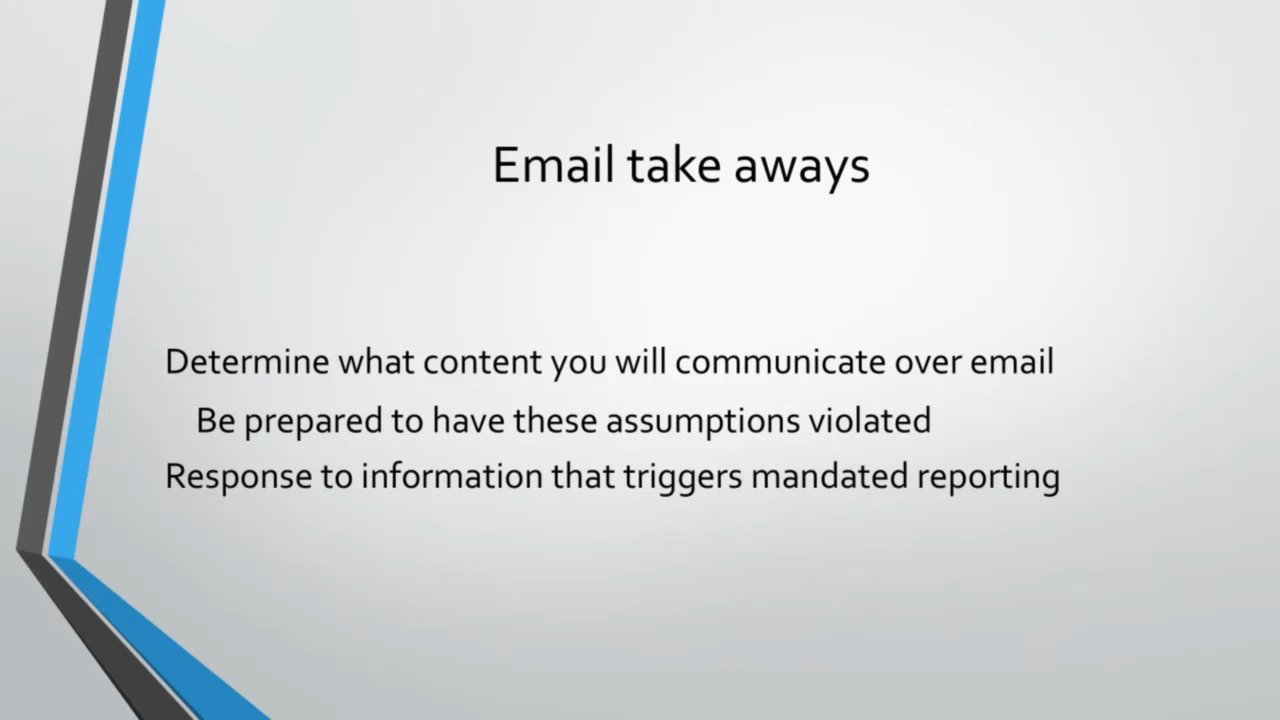 Email take aways
Determine what content you will communicate over email
Be prepared to have these assumptions violated
Response to information that triggers mandated reporting